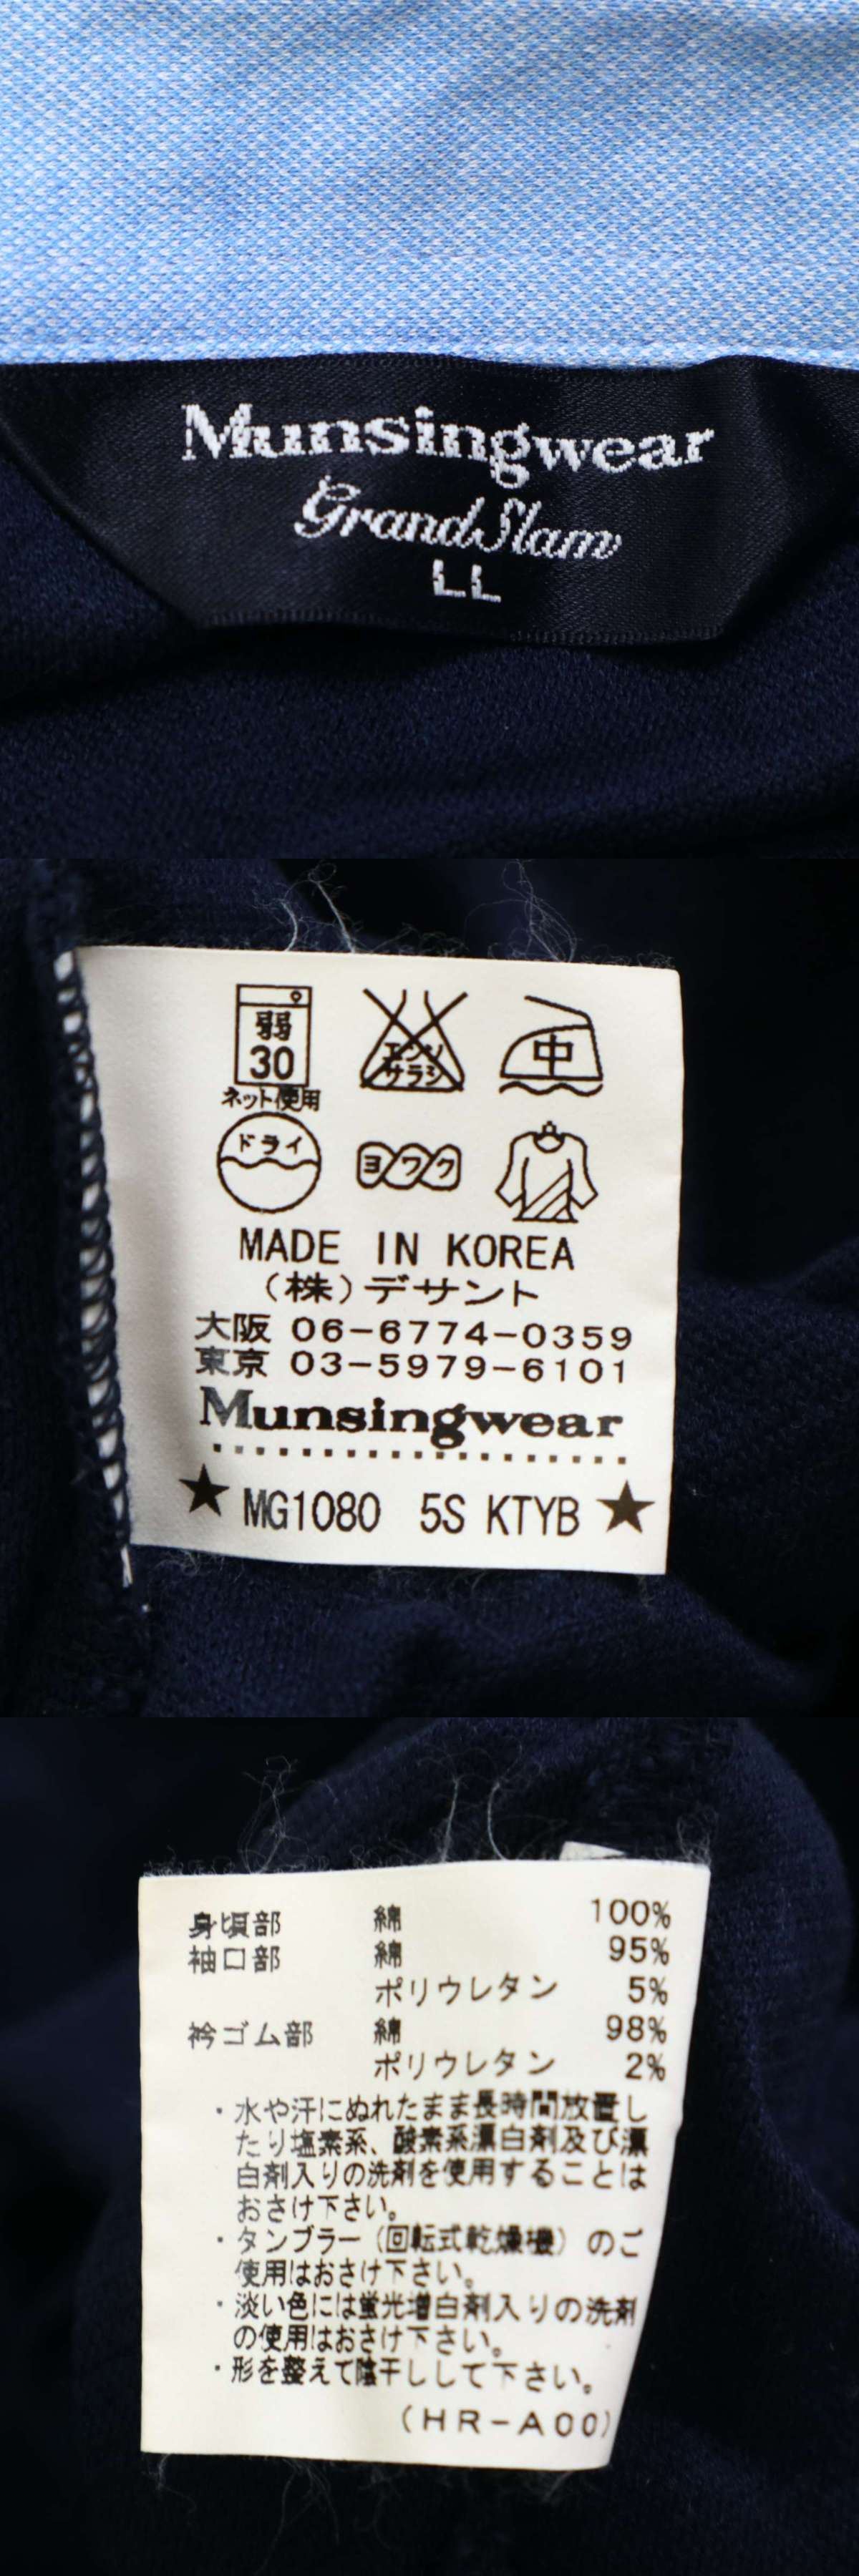 Munsingwear
GrandSlam
LL
弱
30
ネット使用
エンソ
サラシ
中
ドライ
ヨワク
MADE IN KOREA
(株)デサント
大阪 06-6774-0359
東京 03-5979-6101
Munsingwear
★ MG1080 5S KTYB ★
身頃部 綿 100%
袖口部 綿 95%
ポリウレタン 5%
衿ゴム部 綿 98%
ポリウレタン 2%
・水や汗にぬれたまま長時間放置し
たり塩素系、酸素系漂白剤及び漂
白剤入りの洗剤を使用することは
おさけ下さい。
・タンブラー(回転式乾燥機)のご
使用はおさけ下さい。
・淡い色には蛍光増白剤入りの洗剤
の使用はおさけ下さい。
・形を整えて陰干しして下さい。
(HR-A00)